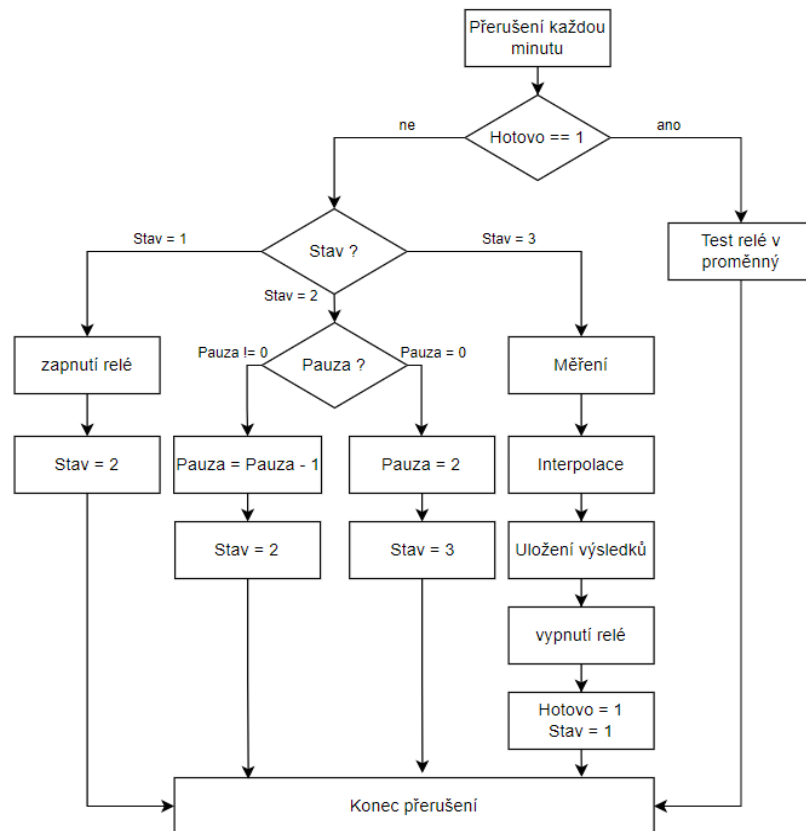 Přerušení každou
minutu
ne
Hotovo == 1
ano
Stav = 1
Stav ?
Stav = 3
Test relé v
proměnný
Stav = 2
zapnutí relé
Pauza != 0
Pauza ?
Pauza = 0
Měření
Stav = 2
Pauza = Pauza - 1
Pauza = 2
Interpolace
Stav = 2
Stav = 3
Uložení výsledků
vypnutí relé
Hotovo = 1
Stav = 1
Konec přerušení